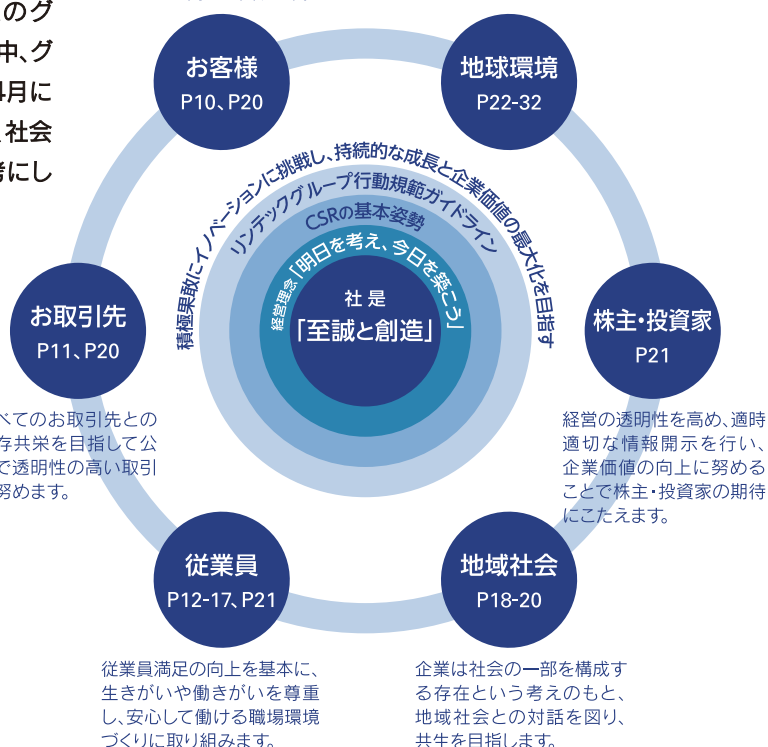 のグ
中、グ
4月に
社会
考にし
お客様
P10、P20
地球環境
P22-32
積極果敢にイノベーションに挑戦し、持続的な成長と企業価値の最大化を目指す
リンテックグループ行動規範ガイドライン
CSRの基本姿勢
経営理念「明日を考え、今日を築こう」
社是
「至誠と創造」
お取引先
P11、P20
株主・投資家
P21
べてのお取引先との
存共栄を目指して公
で透明性の高い取引
努めます。
経営の透明性を高め、適時
適切な情報開示を行い、
企業価値の向上に努める
ことで株主・投資家の期待
にこたえます。
従業員
P12-17、P21
地域社会
P18-20
従業員満足の向上を基本に、
生きがいや働きがいを尊重
し、安心して働ける職場環境
づくりに取り組みます。
企業は社会の一部を構成す
る存在という考えのもと、
地域社会との対話を図り、
共生を目指します。